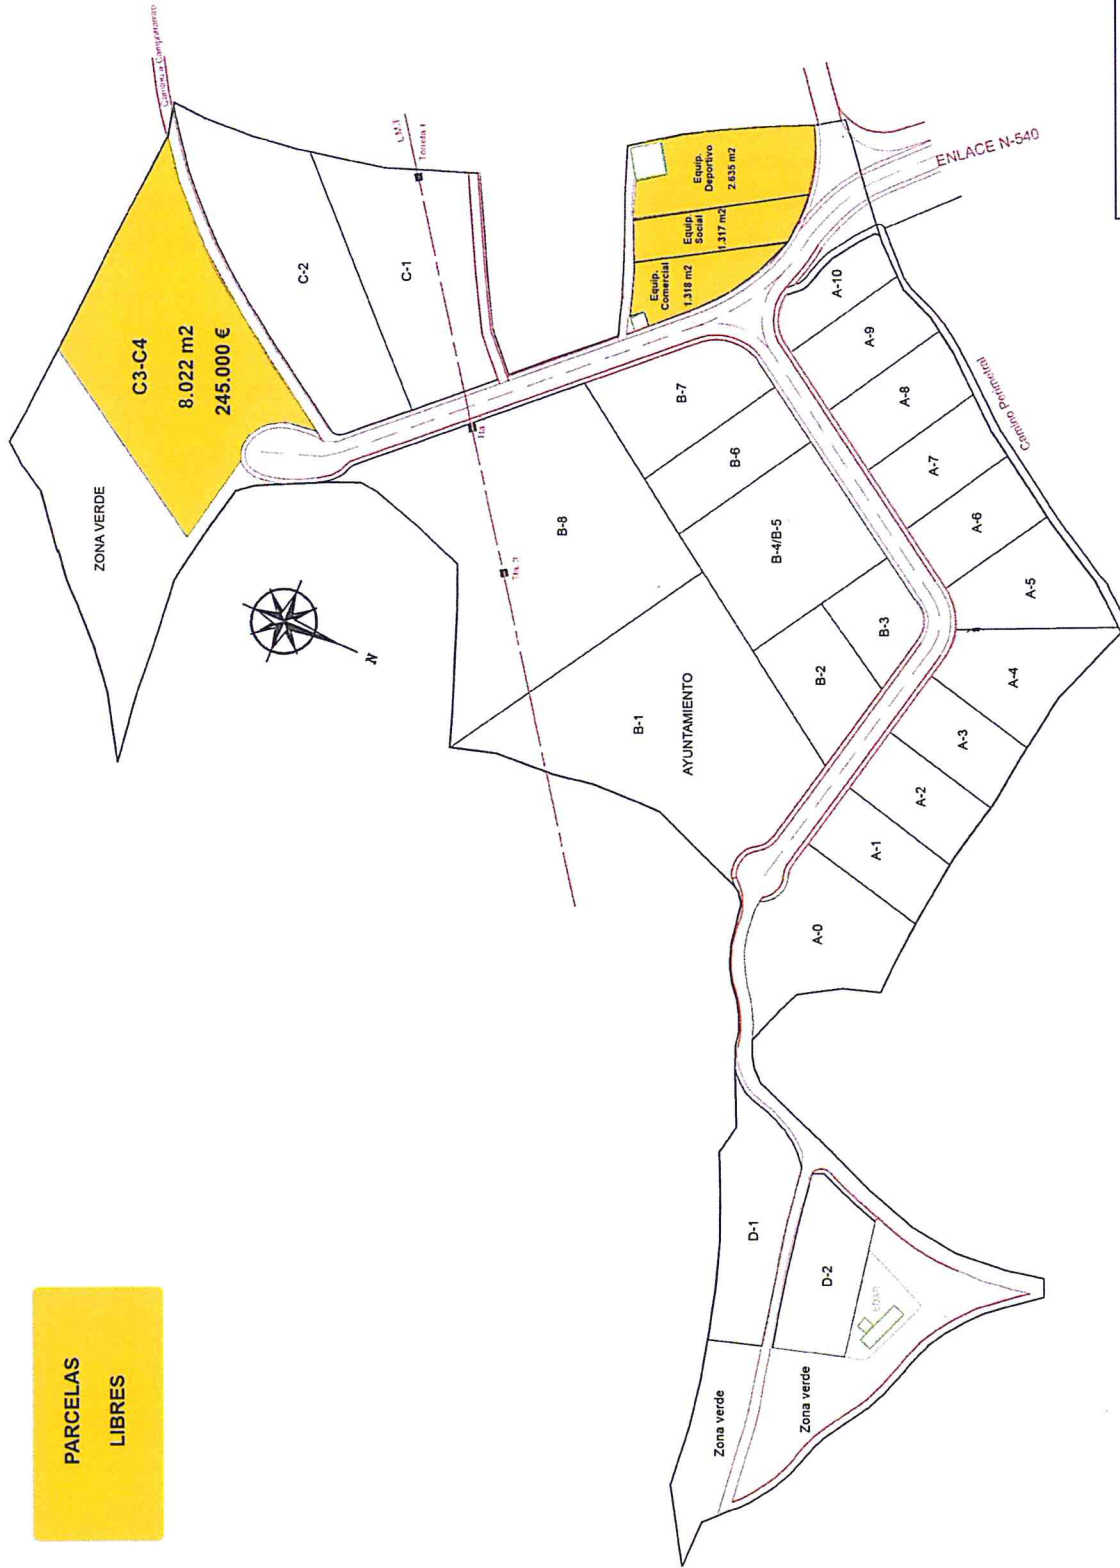 PARCELAS
LIBRES
ZONA VERDE
C3-C4
8.022 m2
245.000 €
C-2
C-1
N
Equip.
Comercial
1.318 m2
Equip.
Social
1.317 m2
Equip.
Deportivo
2.635 m2
ENLACE N-540
Camino Perimetral
B-8
B-7
B-6
B-4/B-5
B-3
B-2
B-1
AYUNTAMIENTO
A-10
A-9
A-8
A-7
A-6
A-5
A-4
A-3
A-2
A-1
A-0
D-1
D-2
EDAR
Zona verde
Zona verde